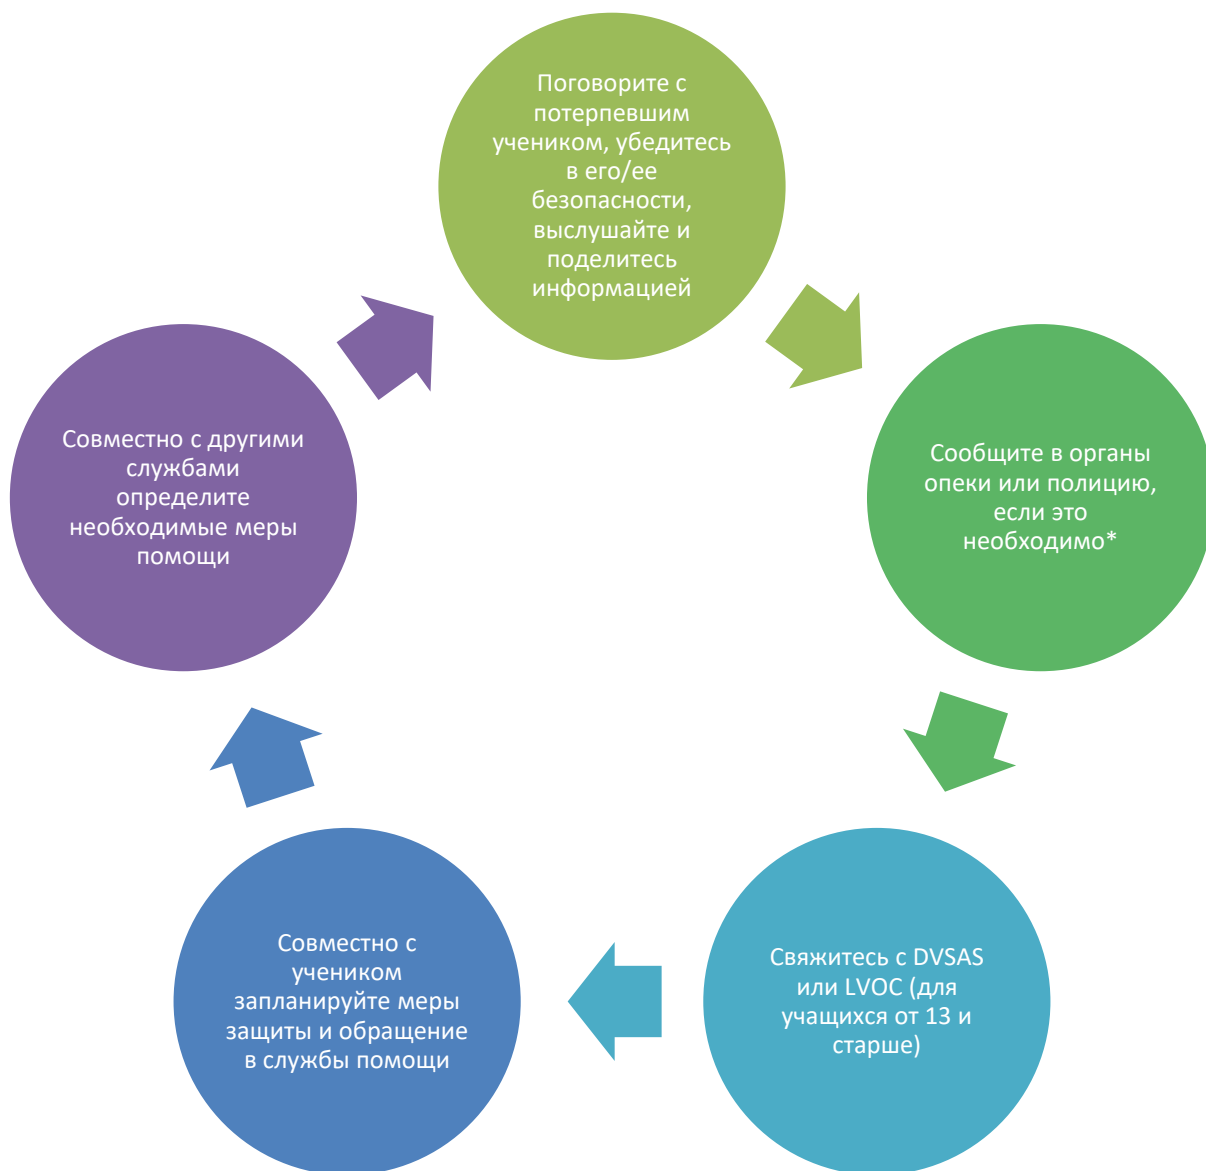 Поговорите с
потерпевшим
учеником, убедитесь
в его/ее
безопасности,
выслушайте и
поделитесь
информацией
Сообщите в органы
опеки или полицию,
если это
необходимо*
Свяжитесь с DVSAS
или LVOC (для
учащихся от 13 и
старше)
Совместно с
учеником
запланируйте меры
защиты и обращение
в службы помощи
Совместно с другими
службами
определите
необходимые меры
помощи